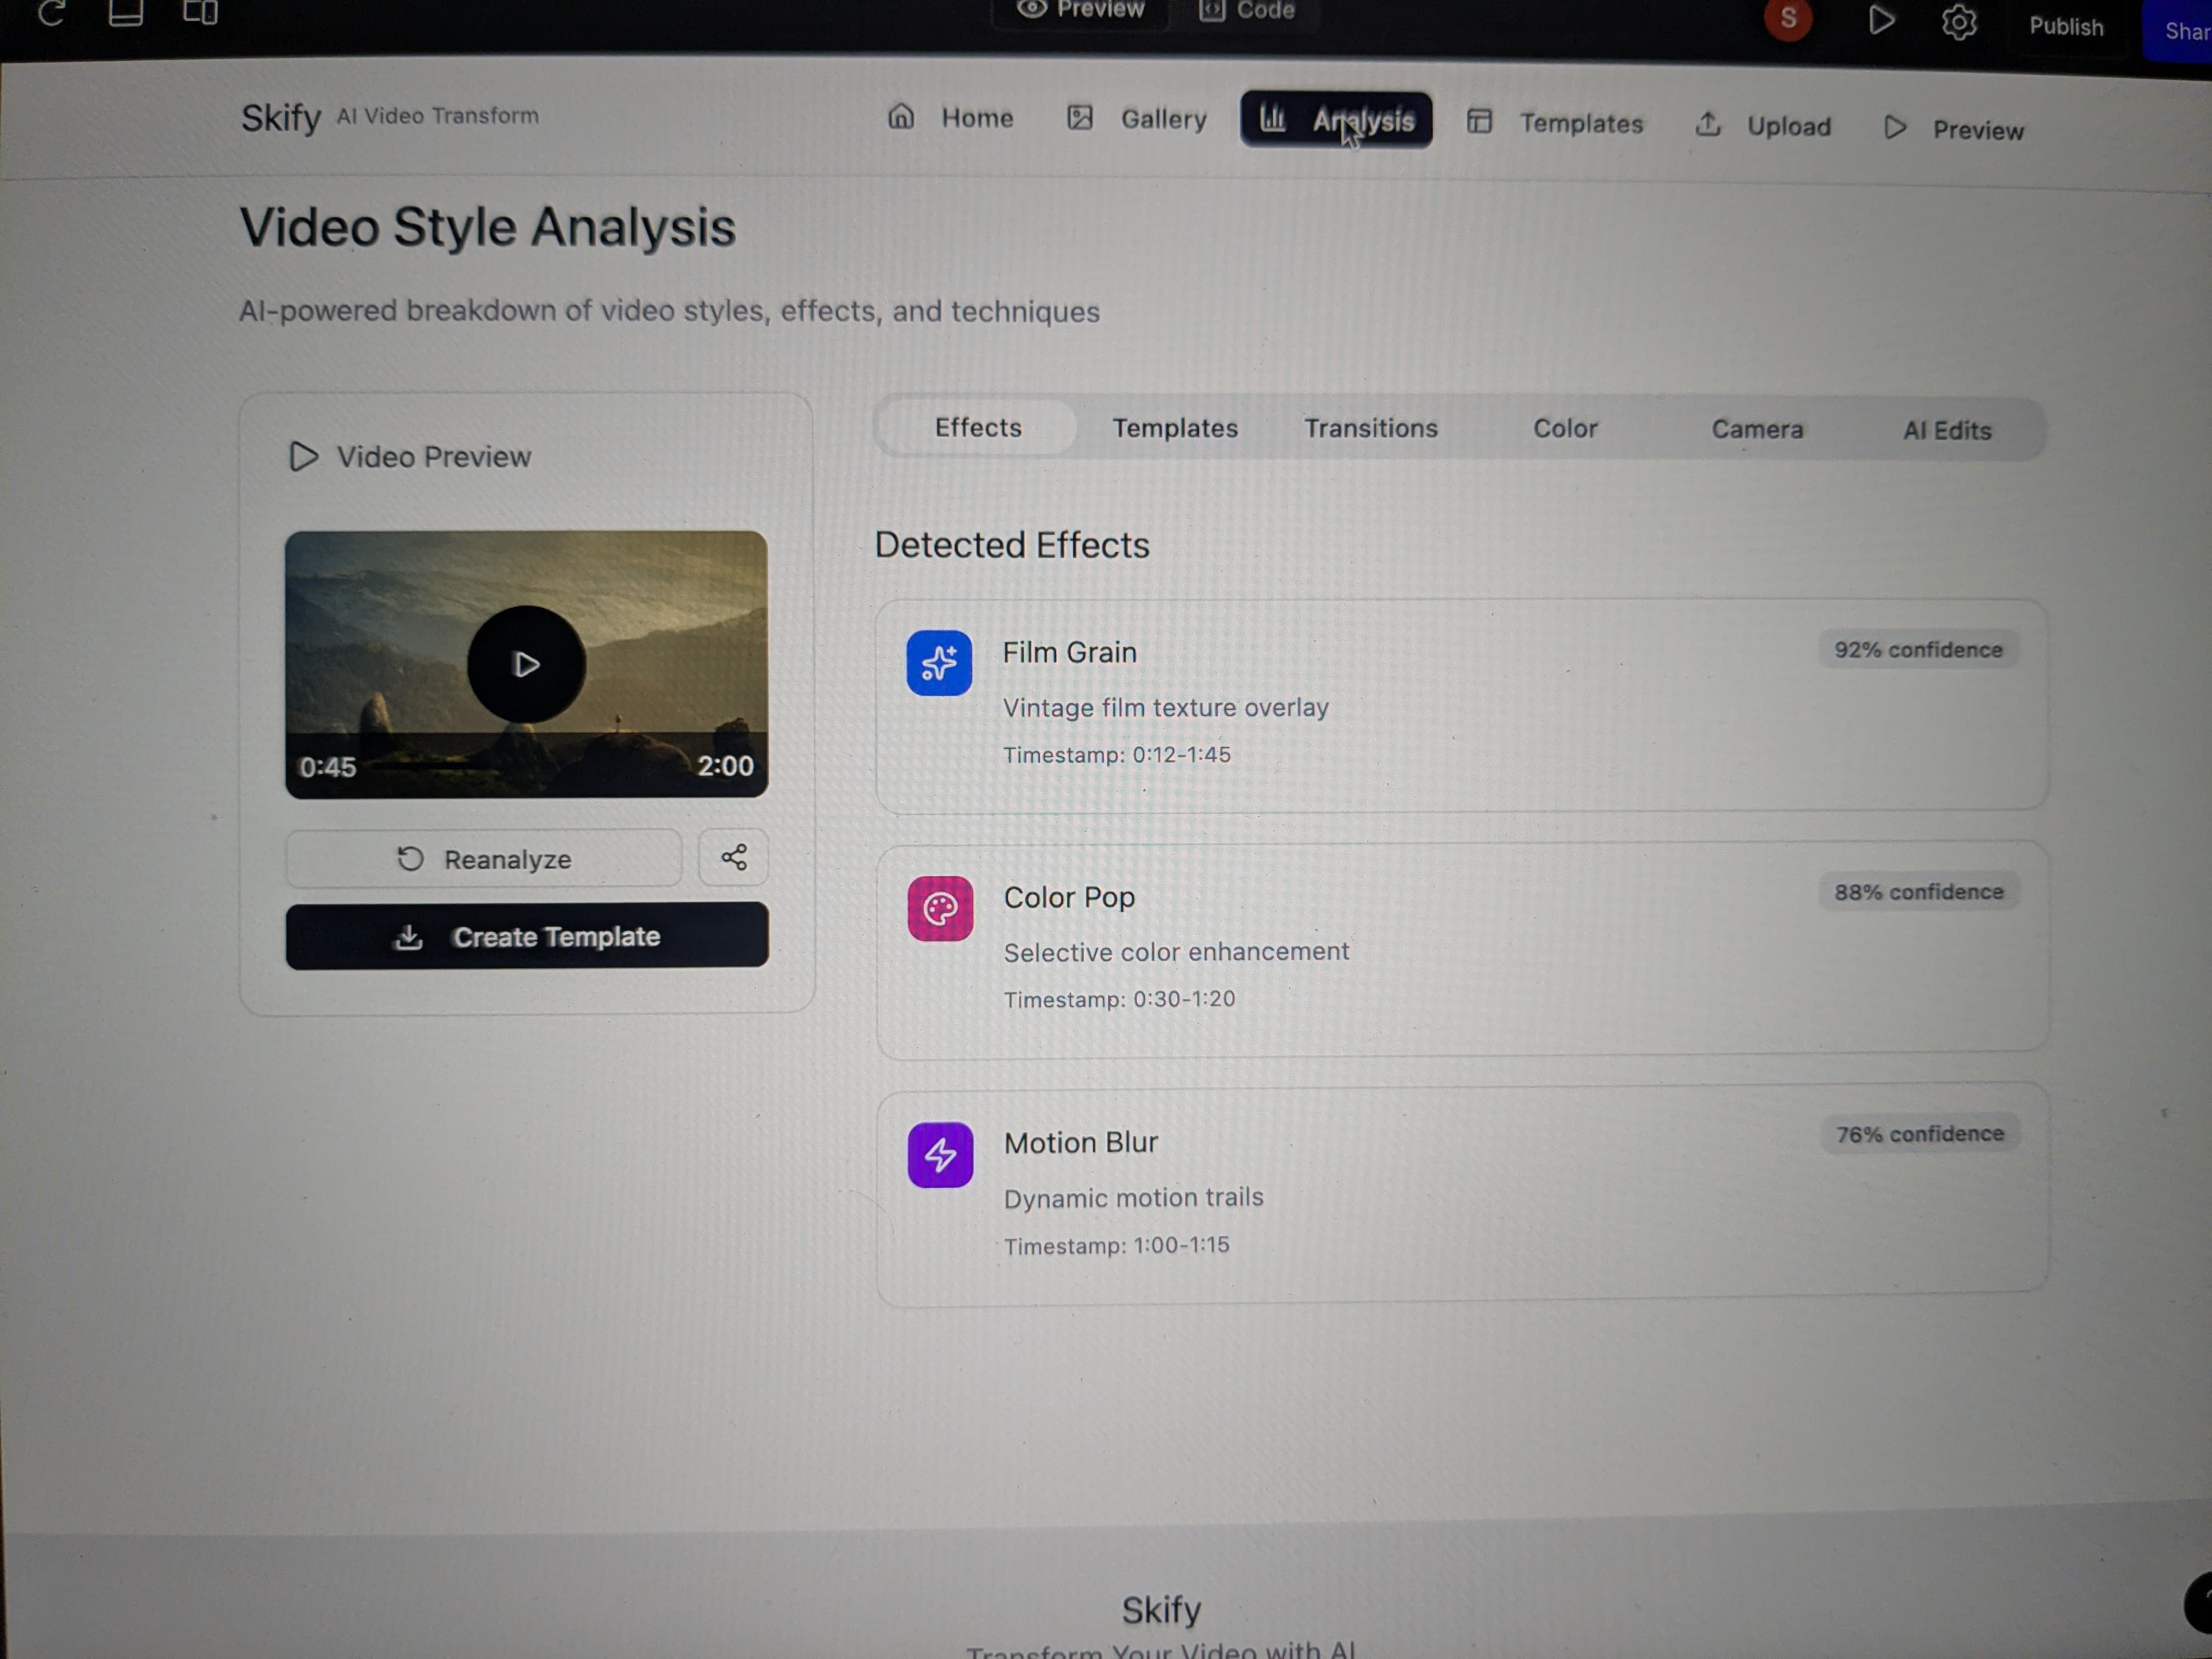 Preview
Code
S
Publish
Skify AI Video Transform
Home
Gallery
Analysis
Templates
Upload
Preview
Video Style Analysis
AI-powered breakdown of video styles, effects, and techniques
Video Preview
0:45
2:00
Reanalyze
Create Template
Effects
Templates
Transitions
Color
Camera
AI Edits
Detected Effects
Film Grain
92% confidence
Vintage film texture overlay
Timestamp: 0:12-1:45
Color Pop
88% confidence
Selective color enhancement
Timestamp: 0:30-1:20
Motion Blur
76% confidence
Dynamic motion trails
Timestamp: 1:00-1:15
Skify
Transform Your Video with AI